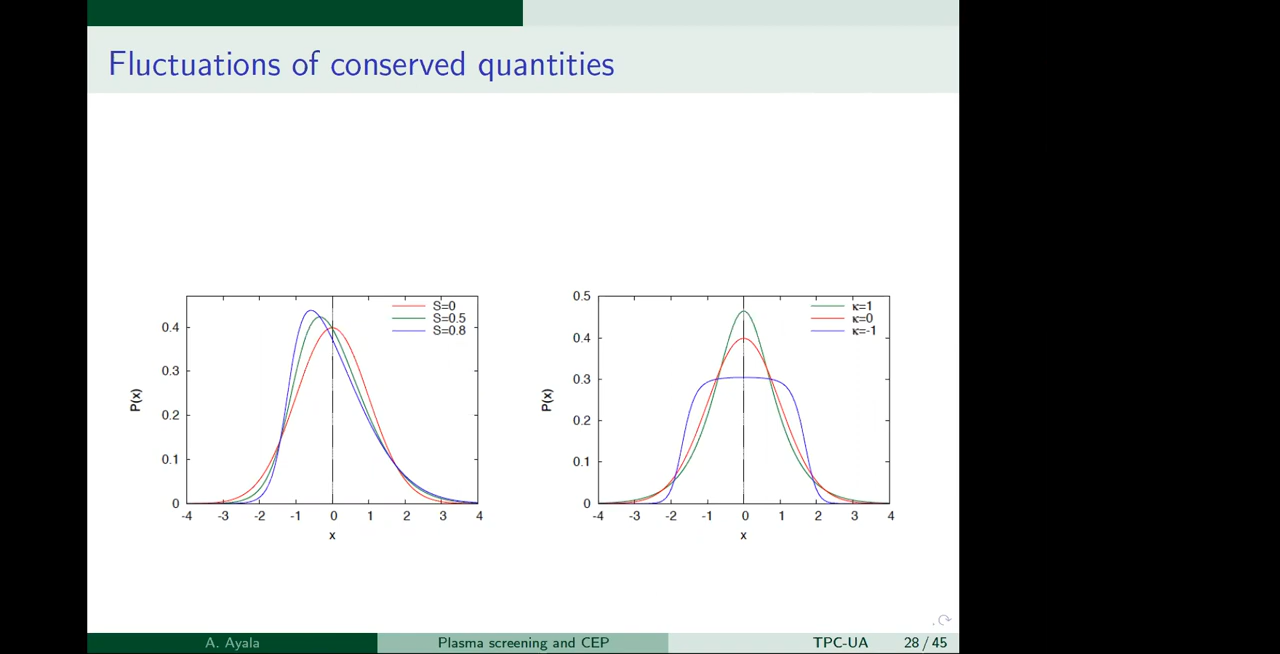 Fluctuations of conserved quantities
S=0
S=0.5
S=0.8
0.4
0.3
0.2
0.1
0
-4 -3 -2 -1 0 1 2 3 4
P(x)
x
κ=1
κ=0
κ=-1
0.5
0.4
0.3
0.2
0.1
0
-4 -3 -2 -1 0 1 2 3 4
P(x)
x
A. Ayala Plasma screening and CEP TPC-UA 28 / 45